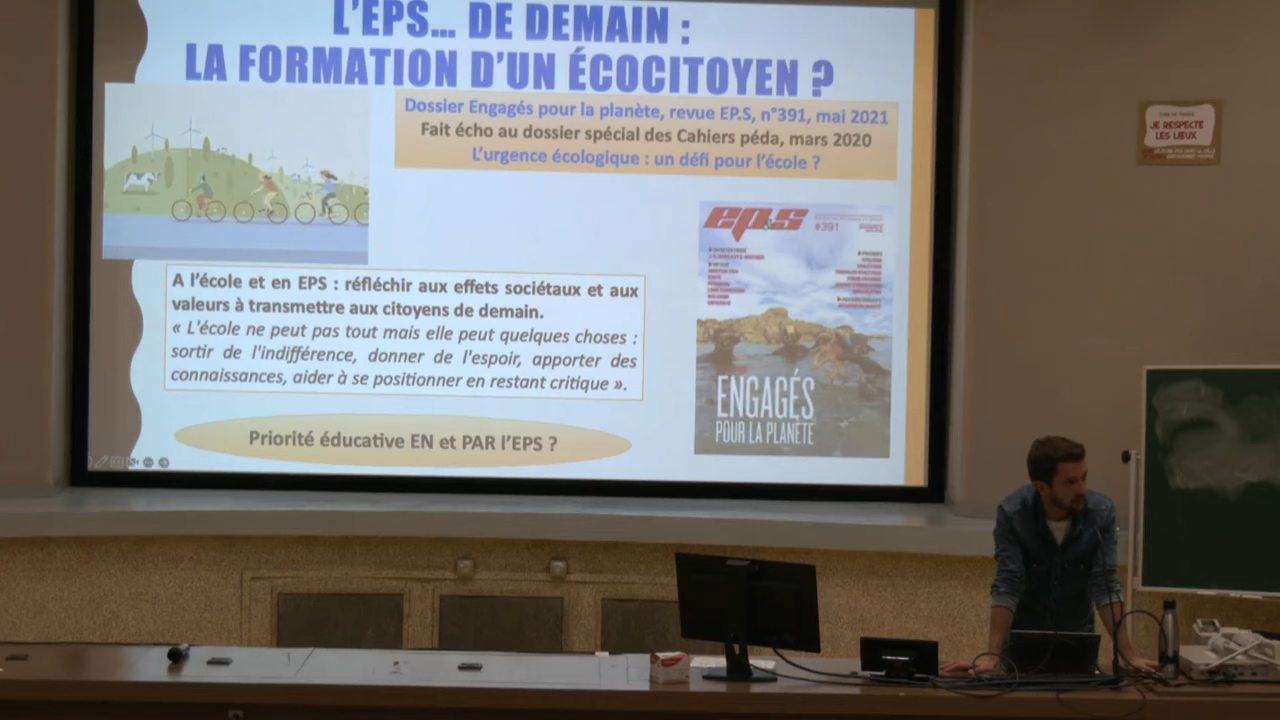 L'EPS... DE DEMAIN :
LA FORMATION D'UN ÉCOCITOYEN ?
Dossier Engagés pour la planète, revue EP.S, n°391, mai 2021
Fait écho au dossier spécial des Cahiers péda, mars 2020
L'urgence écologique : un défi pour l'école ?
ep&s
#391
A l'école et en EPS : réfléchir aux effets sociétaux et aux
valeurs à transmettre aux citoyens de demain.
« L'école ne peut pas tout mais elle peut quelques choses :
sortir de l'indifférence, donner de l'espoir, apporter des
connaissances, aider à se positionner en restant critique ».
ENGAGÉS
POUR LA PLANÈTE
Priorité éducative EN et PAR l'EPS ?
JE RESPECTE
LES LIEUX